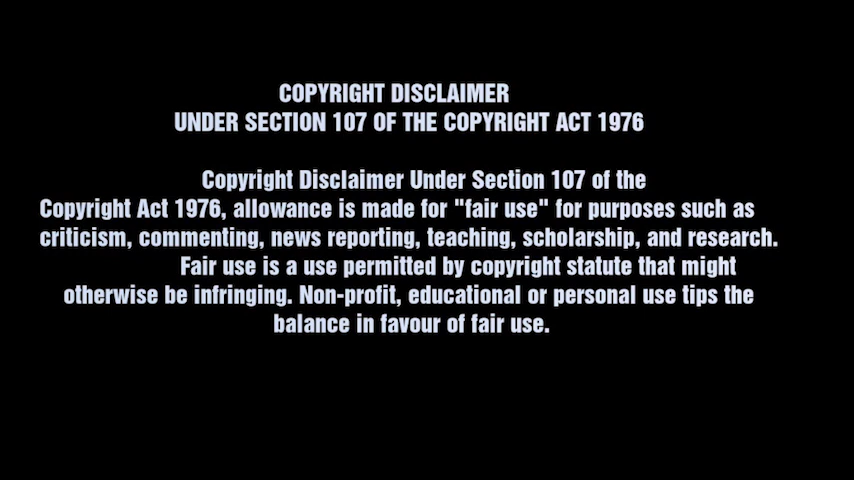 COPYRIGHT DISCLAIMER
UNDER SECTION 107 OF THE COPYRIGHT ACT 1976
Copyright Disclaimer Under Section 107 of the
Copyright Act 1976, allowance is made for "fair use" for purposes such as
criticism, commenting, news reporting, teaching, scholarship, and research.
Fair use is a use permitted by copyright statute that might
otherwise be infringing. Non-profit, educational or personal use tips the
balance in favour of fair use.